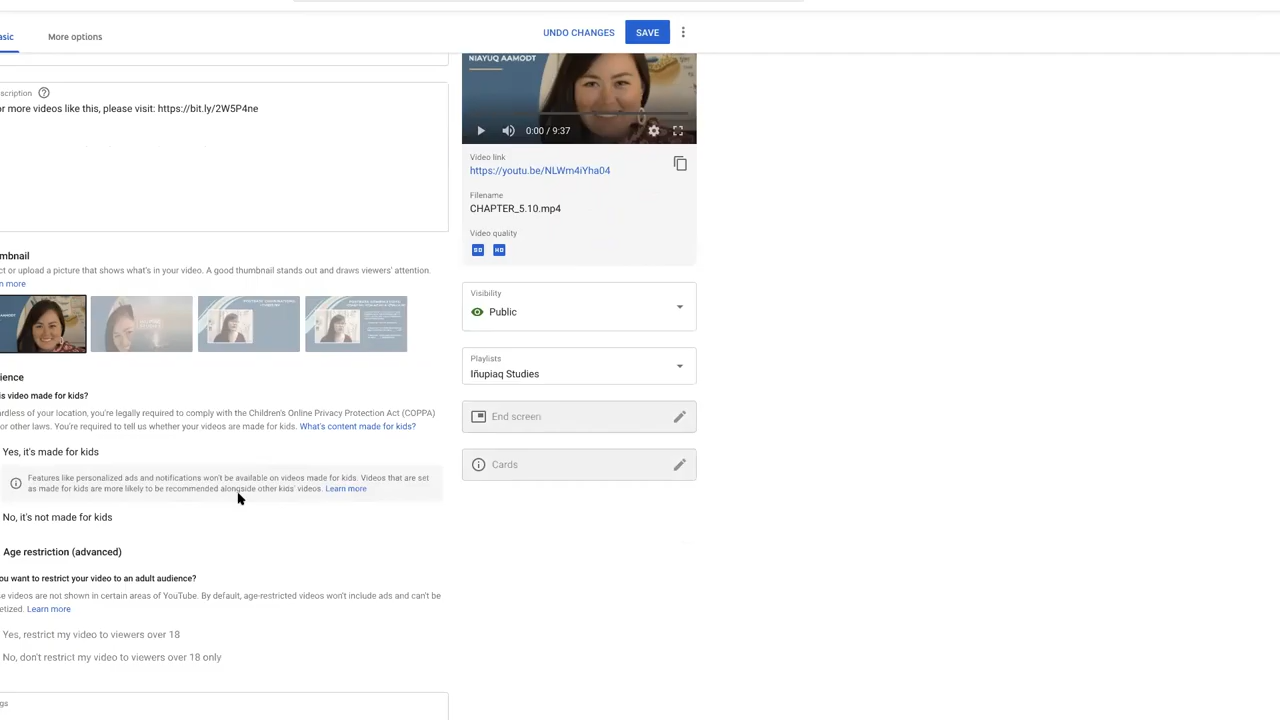 asic
More options
UNDO CHANGES
SAVE
scription
or more videos like this, please visit: https://bit.ly/2W5P4ne
NIAYUQ AAMODT
0:00 / 9:37
Video link
https://youtu.be/NLWm4iYha04
Filename
CHAPTER_5.10.mp4
Video quality
SD HD
mbnail
ct or upload a picture that shows what's in your video. A good thumbnail stands out and draws viewers' attention.
n more
Visibility
Public
Playlists
Iñupiaq Studies
End screen
Cards
ience
is video made for kids?
ardless of your location, you're legally required to comply with the Children's Online Privacy Protection Act (COPPA)
or other laws. You're required to tell us whether your videos are made for kids. What's content made for kids?
Yes, it's made for kids
Features like personalized ads and notifications won't be available on videos made for kids. Videos that are set
as made for kids are more likely to be recommended alongside other kids' videos. Learn more
No, it's not made for kids
Age restriction (advanced)
ou want to restrict your video to an adult audience?
se videos are not shown in certain areas of YouTube. By default, age-restricted videos won't include ads and can't be
etized. Learn more
Yes, restrict my video to viewers over 18
No, don't restrict my video to viewers over 18 only
gs